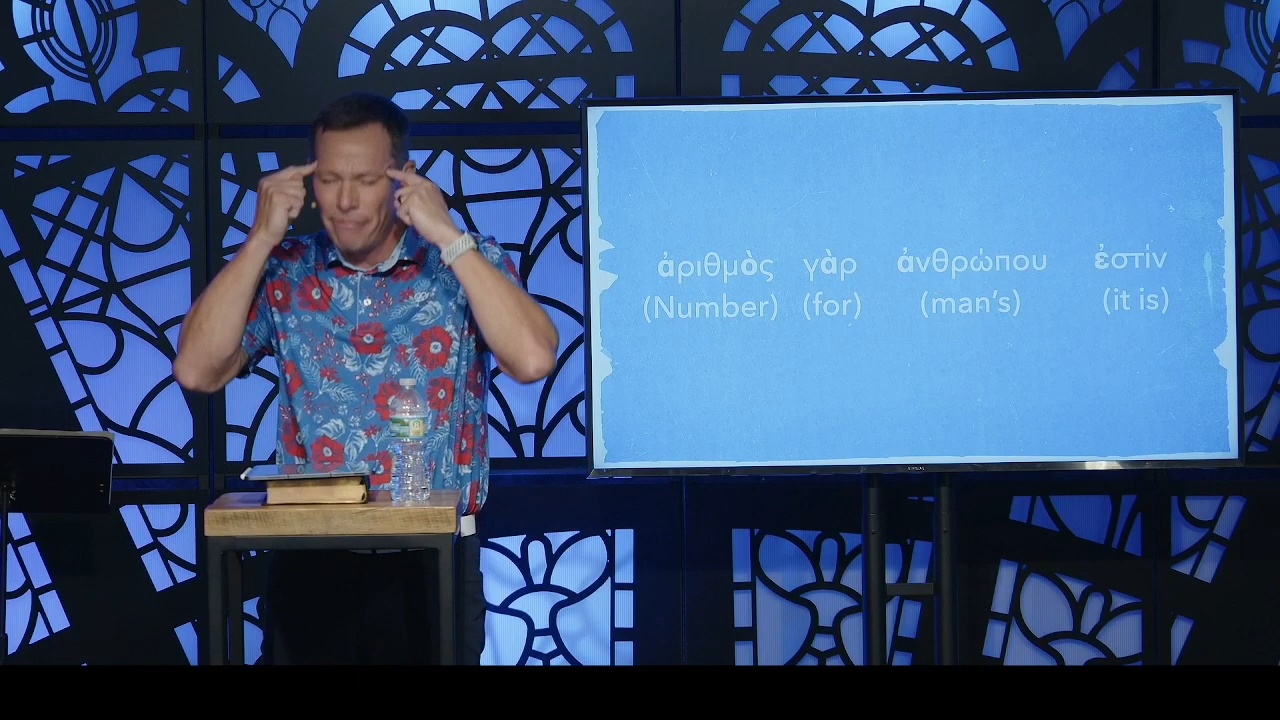 ἀριθμὸς γὰρ ἀνθρώπου ἐστίν
(Number) (for) (man's) (it is)